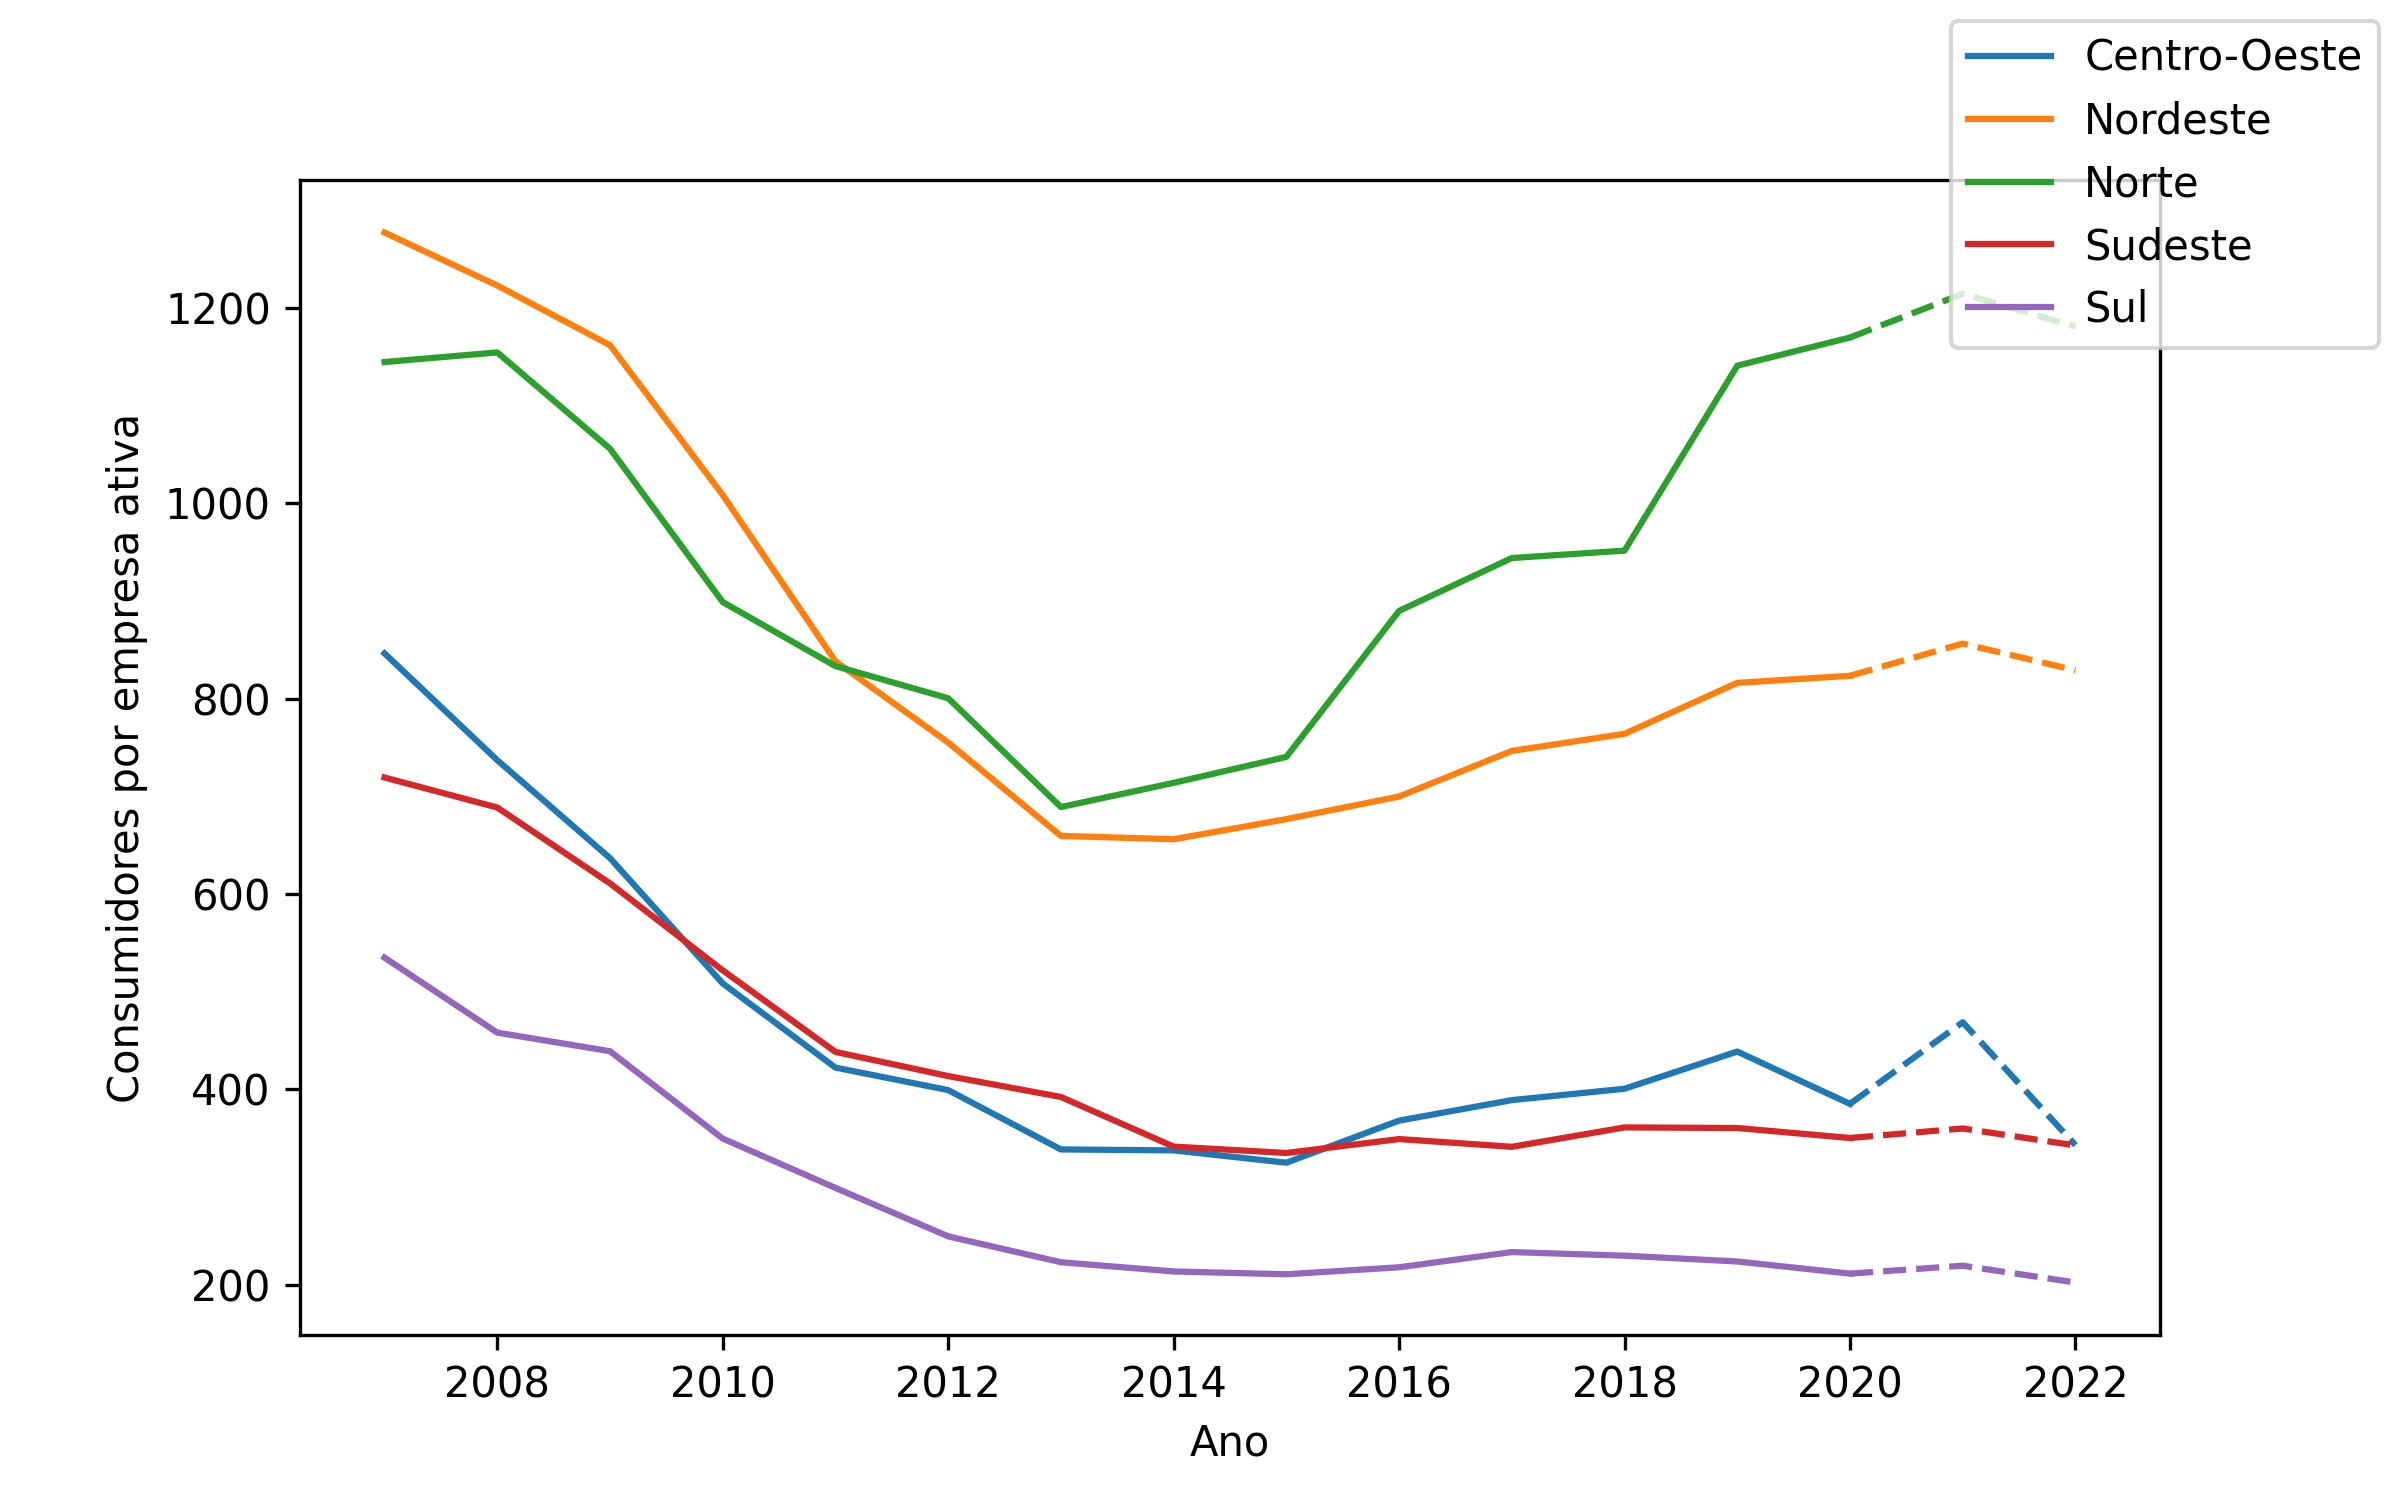 Centro-Oeste
Nordeste
Norte
Sudeste
Sul
Consumidores por empresa ativa
1200
1000
800
600
400
200
2008 2010 2012 2014 2016 2018 2020 2022
Ano